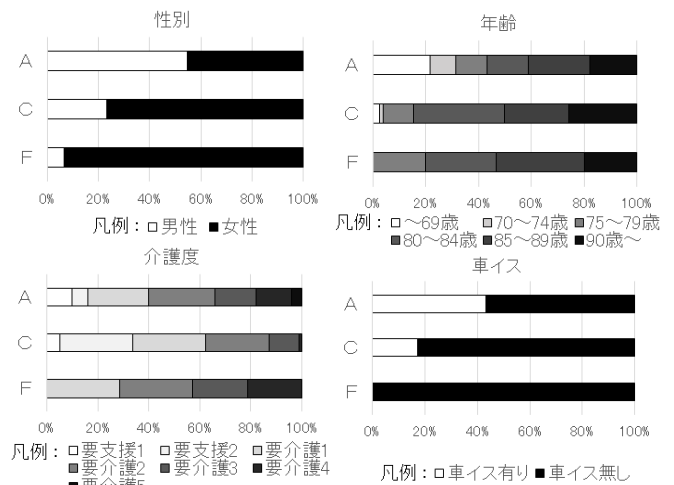 性別
A
C
F
0% 20% 40% 60% 80% 100%
凡例：□男性 ■女性
年齢
A
C
F
0% 20% 40% 60% 80% 100%
凡例：□～69歳 □70～74歳 ■75～79歳
■80～84歳 ■85～89歳 ■90歳～
介護度
A
C
F
0% 20% 40% 60% 80% 100%
凡例：□要支援1 □要支援2 □要介護1
■要介護2 ■要介護3 ■要介護4
■要介護5
車イス
A
C
F
0% 20% 40% 60% 80% 100%
凡例：□車イス有り ■車イス無し